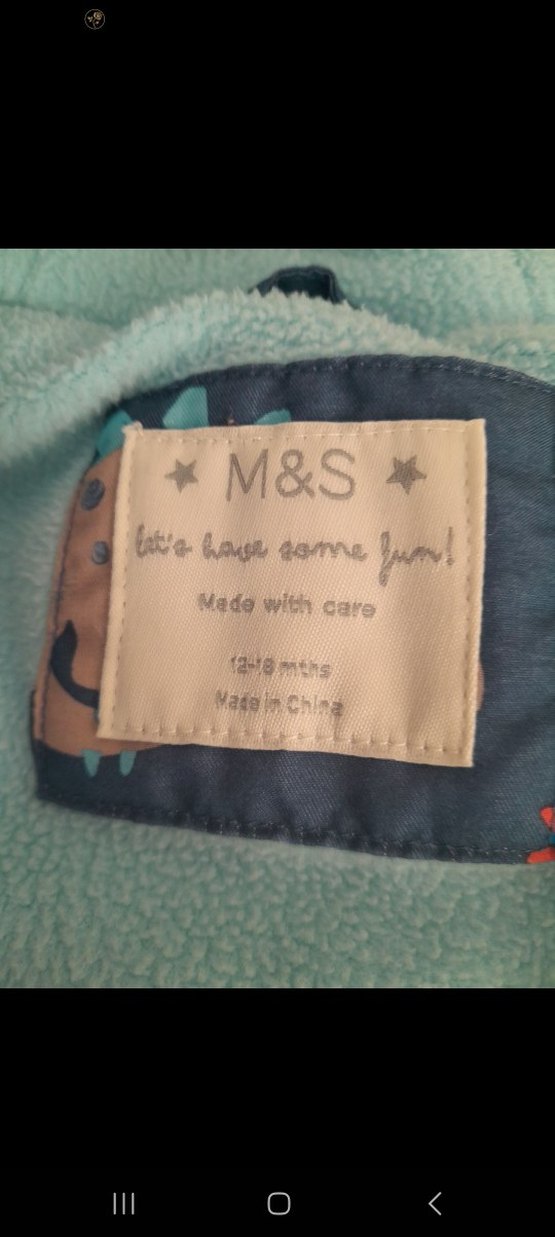 M&S
let's have some fun!
Made with care
12-18 mths
Made in China